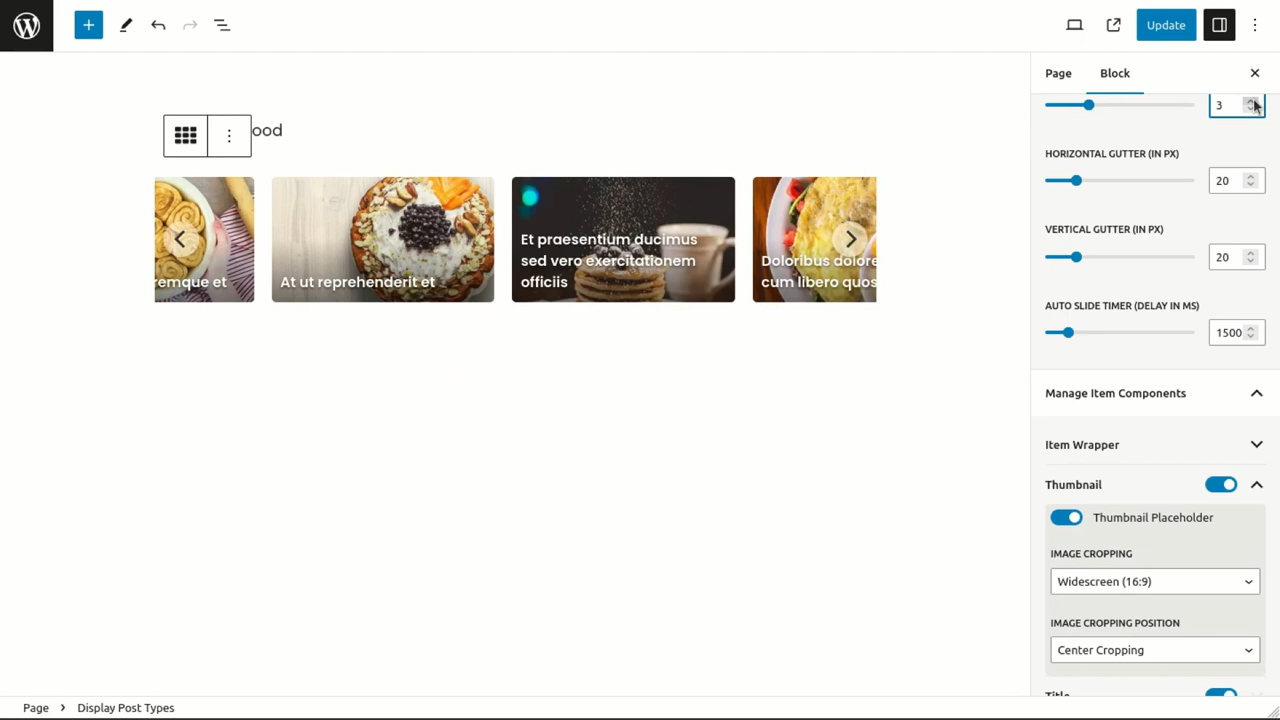 Update
Page
Block
3
HORIZONTAL GUTTER (IN PX)
20
VERTICAL GUTTER (IN PX)
20
AUTO SLIDE TIMER (DELAY IN MS)
1500
Manage Item Components
Item Wrapper
Thumbnail
Thumbnail Placeholder
IMAGE CROPPING
Widescreen (16:9)
IMAGE CROPPING POSITION
Center Cropping
Title
ood
remque et
At ut reprehenderit et
Et praesentium ducimus
sed vero exercitationem
officiis
Doloribus dolore
cum libero quos
Page
Display Post Types